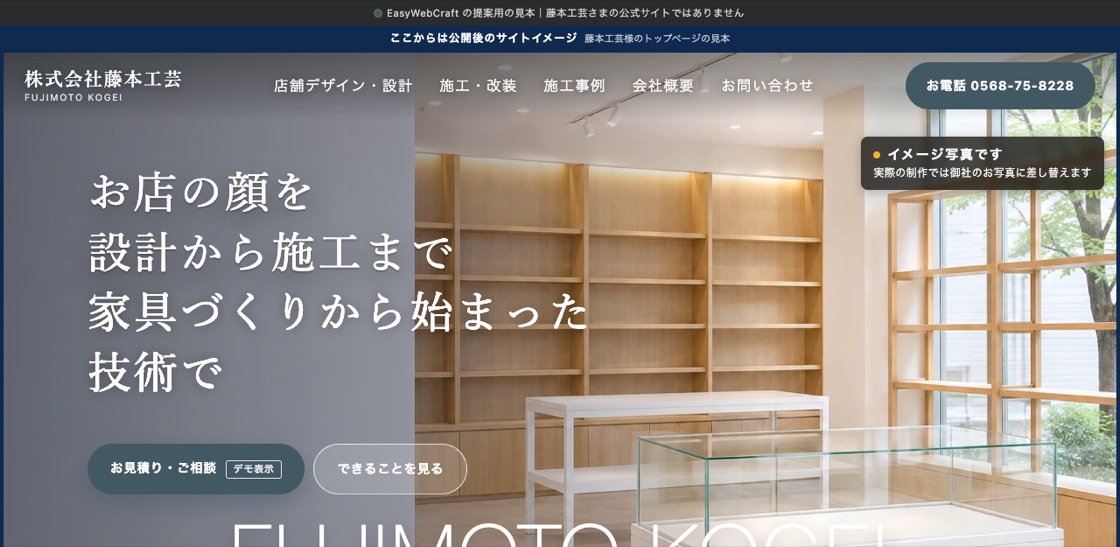 EasyWebCraft の提案用の見本｜藤本工芸さまの公式サイトではありません
ここからは公開後のサイトイメージ 藤本工芸様のトップページの見本
株式会社藤本工芸
FUJIMOTO KOGEI
店舗デザイン・設計 施工・改装 施工事例 会社概要 お問い合わせ
お電話 0568-75-8228
イメージ写真です
実際の制作では御社のお写真に差し替えます
お店の顔を
設計から施工まで
家具づくりから始まった
技術で
お見積り・ご相談 デモ表示
できることを見る
FUJIMOTO KOGEI